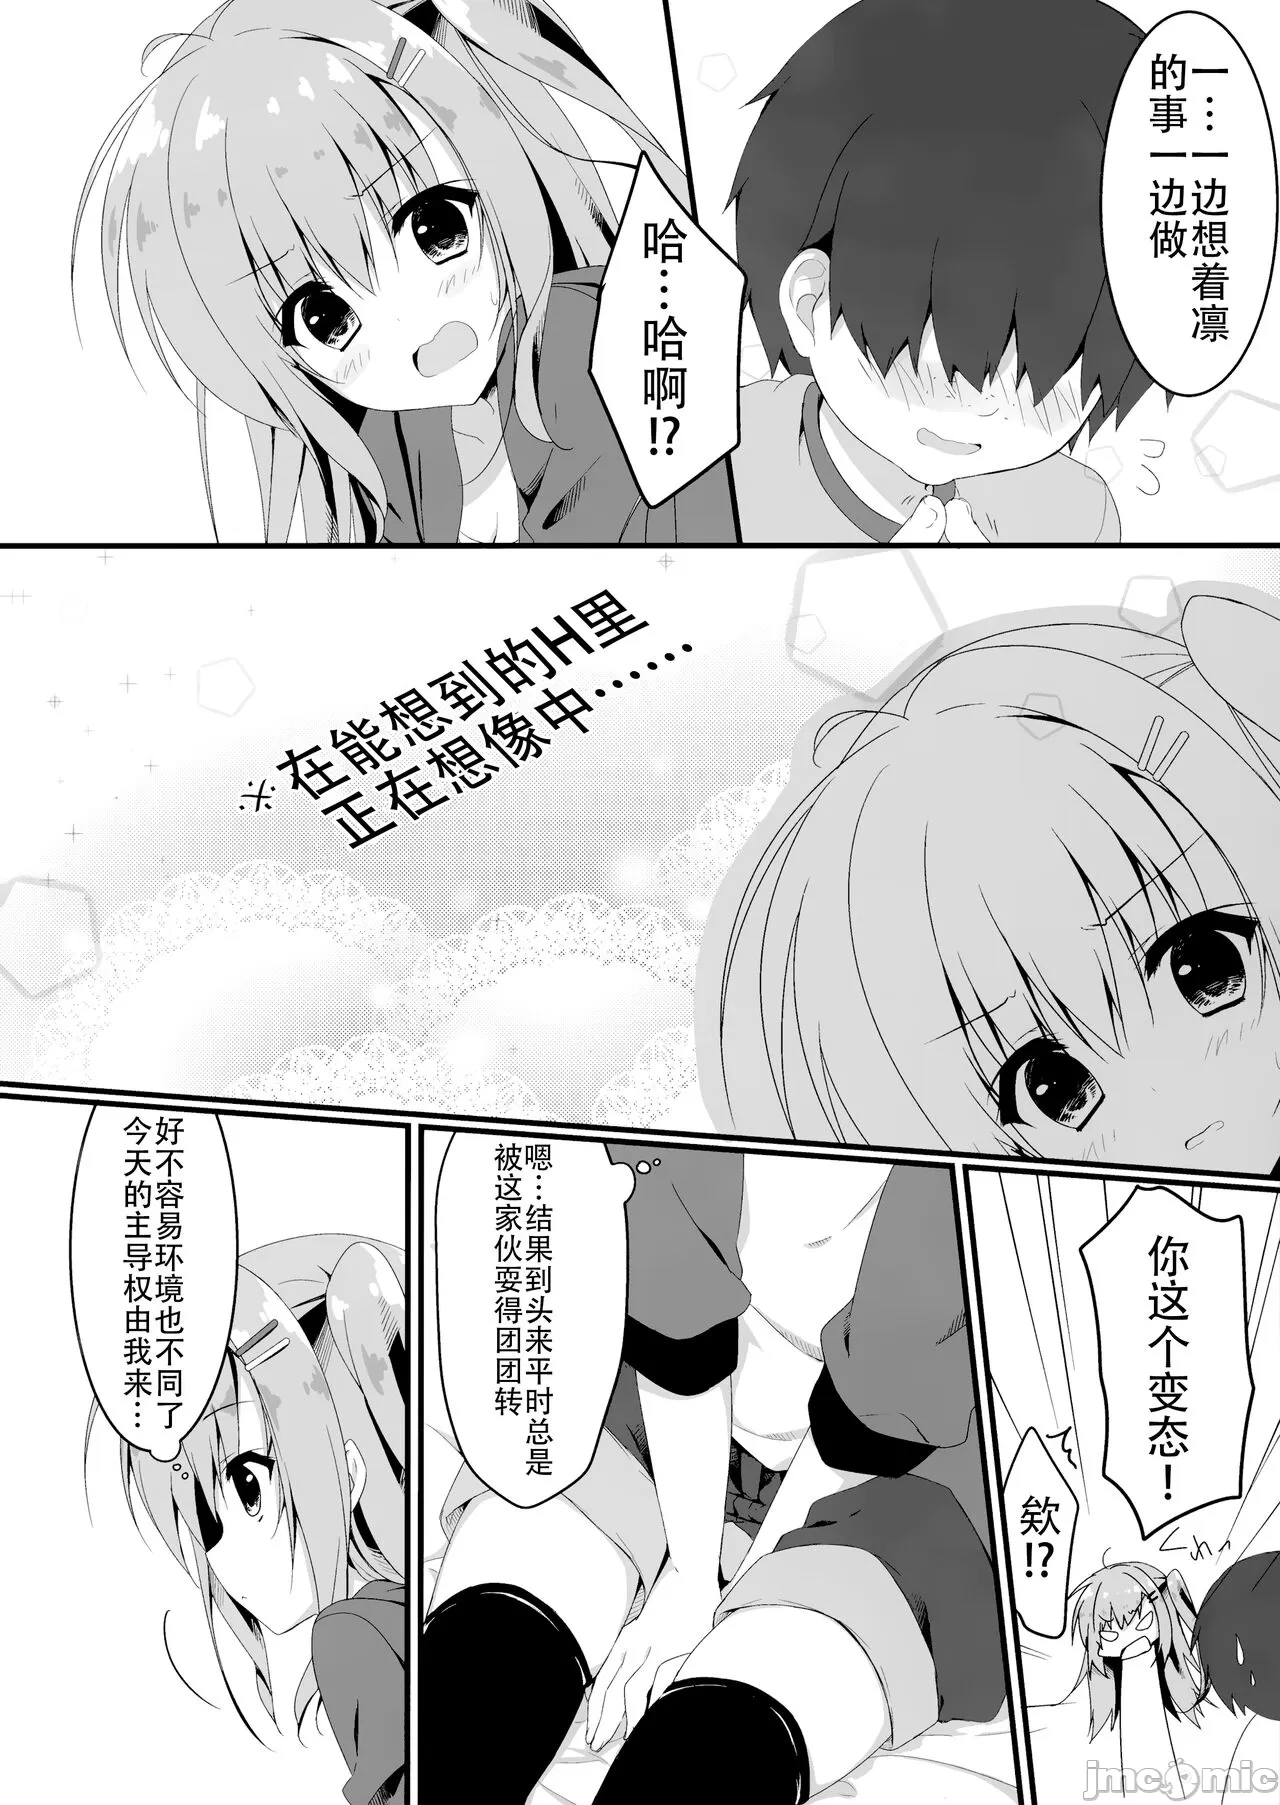 一…一边想着凛
的事一边做
哈…哈啊!?
※在能想到的H里
正在想像中……
你这个变态！
欸!?
嗯…结果到头来平时总是
被这家伙耍得团团转
好不容易环境也不同了
今天的主导权由我来…
jmcomic